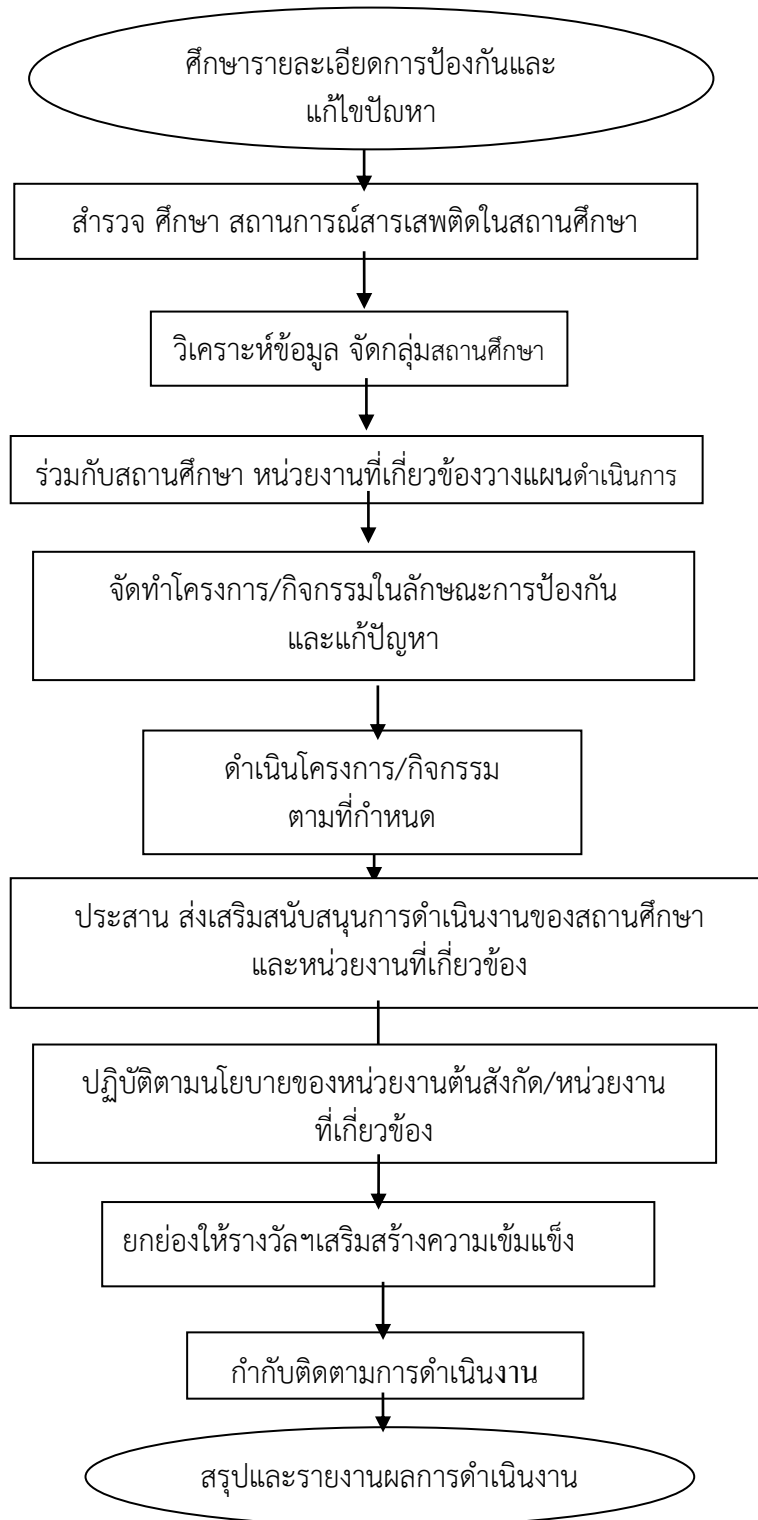 ศึกษารายละเอียดการป้องกันและ
แก้ไขปัญหา
สำรวจ ศึกษา สถานการณ์สารเสพติดในสถานศึกษา
วิเคราะห์ข้อมูล จัดกลุ่มสถานศึกษา
ร่วมกับสถานศึกษา หน่วยงานที่เกี่ยวข้องวางแผนดำเนินการ
จัดทำโครงการ/กิจกรรมในลักษณะการป้องกัน
และแก้ปัญหา
ดำเนินโครงการ/กิจกรรม
ตามที่กำหนด
ประสาน ส่งเสริมสนับสนุนการดำเนินงานของสถานศึกษา
และหน่วยงานที่เกี่ยวข้อง
ปฏิบัติตามนโยบายของหน่วยงานต้นสังกัด/หน่วยงาน
ที่เกี่ยวข้อง
ยกย่องให้รางวัลฯเสริมสร้างความเข้มแข็ง
กำกับติดตามการดำเนินงาน
สรุปและรายงานผลการดำเนินงาน